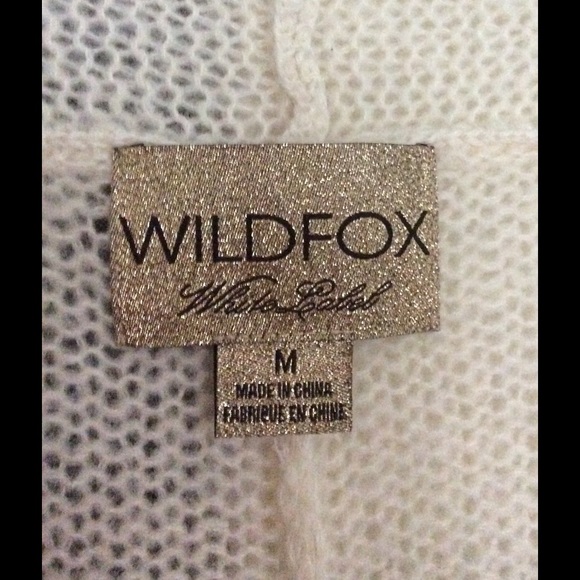 WILDFOX
White Label
M
MADE IN CHINA
FABRIQUE EN CHINE